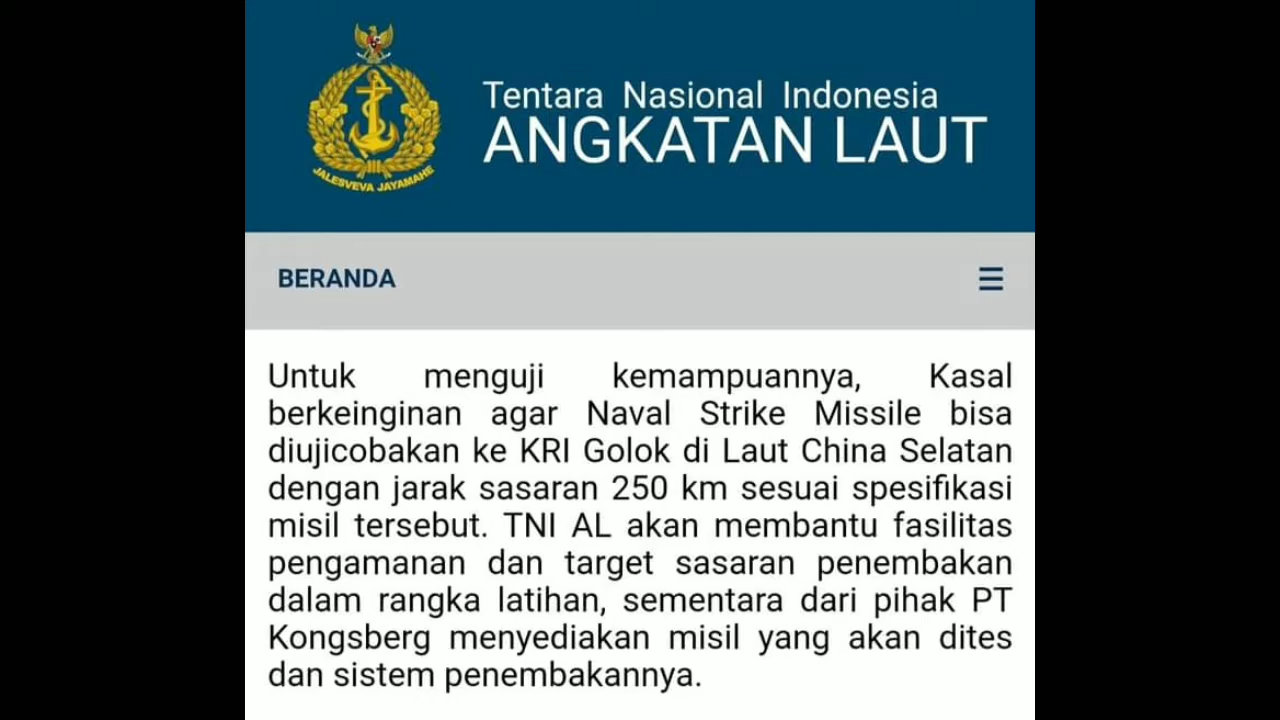 JALESVEVA JAYAMAHE
Tentara Nasional Indonesia
ANGKATAN LAUT
BERANDA
Untuk menguji kemampuannya, Kasal
berkeinginan agar Naval Strike Missile bisa
diujicobakan ke KRI Golok di Laut China Selatan
dengan jarak sasaran 250 km sesuai spesifikasi
misil tersebut. TNI AL akan membantu fasilitas
pengamanan dan target sasaran penembakan
dalam rangka latihan, sementara dari pihak PT
Kongsberg menyediakan misil yang akan dites
dan sistem penembakannya.